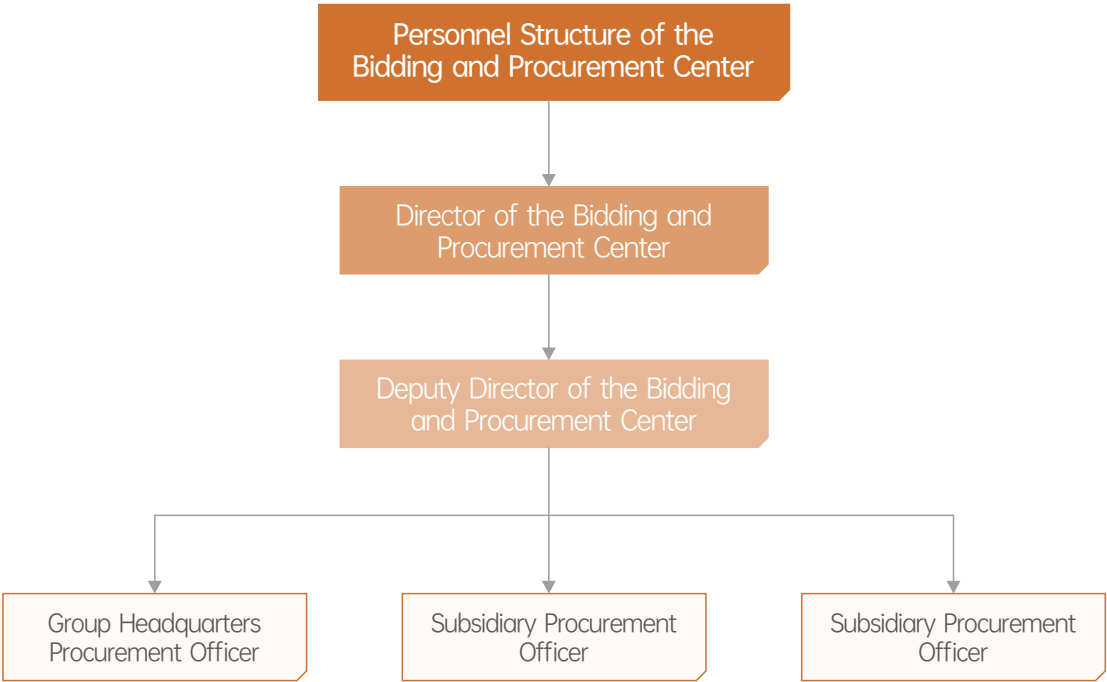 Personnel Structure of the
Bidding and Procurement Center
Director of the Bidding and
Procurement Center
Deputy Director of the Bidding
and Procurement Center
Group Headquarters
Procurement Officer
Subsidiary Procurement
Officer
Subsidiary Procurement
Officer